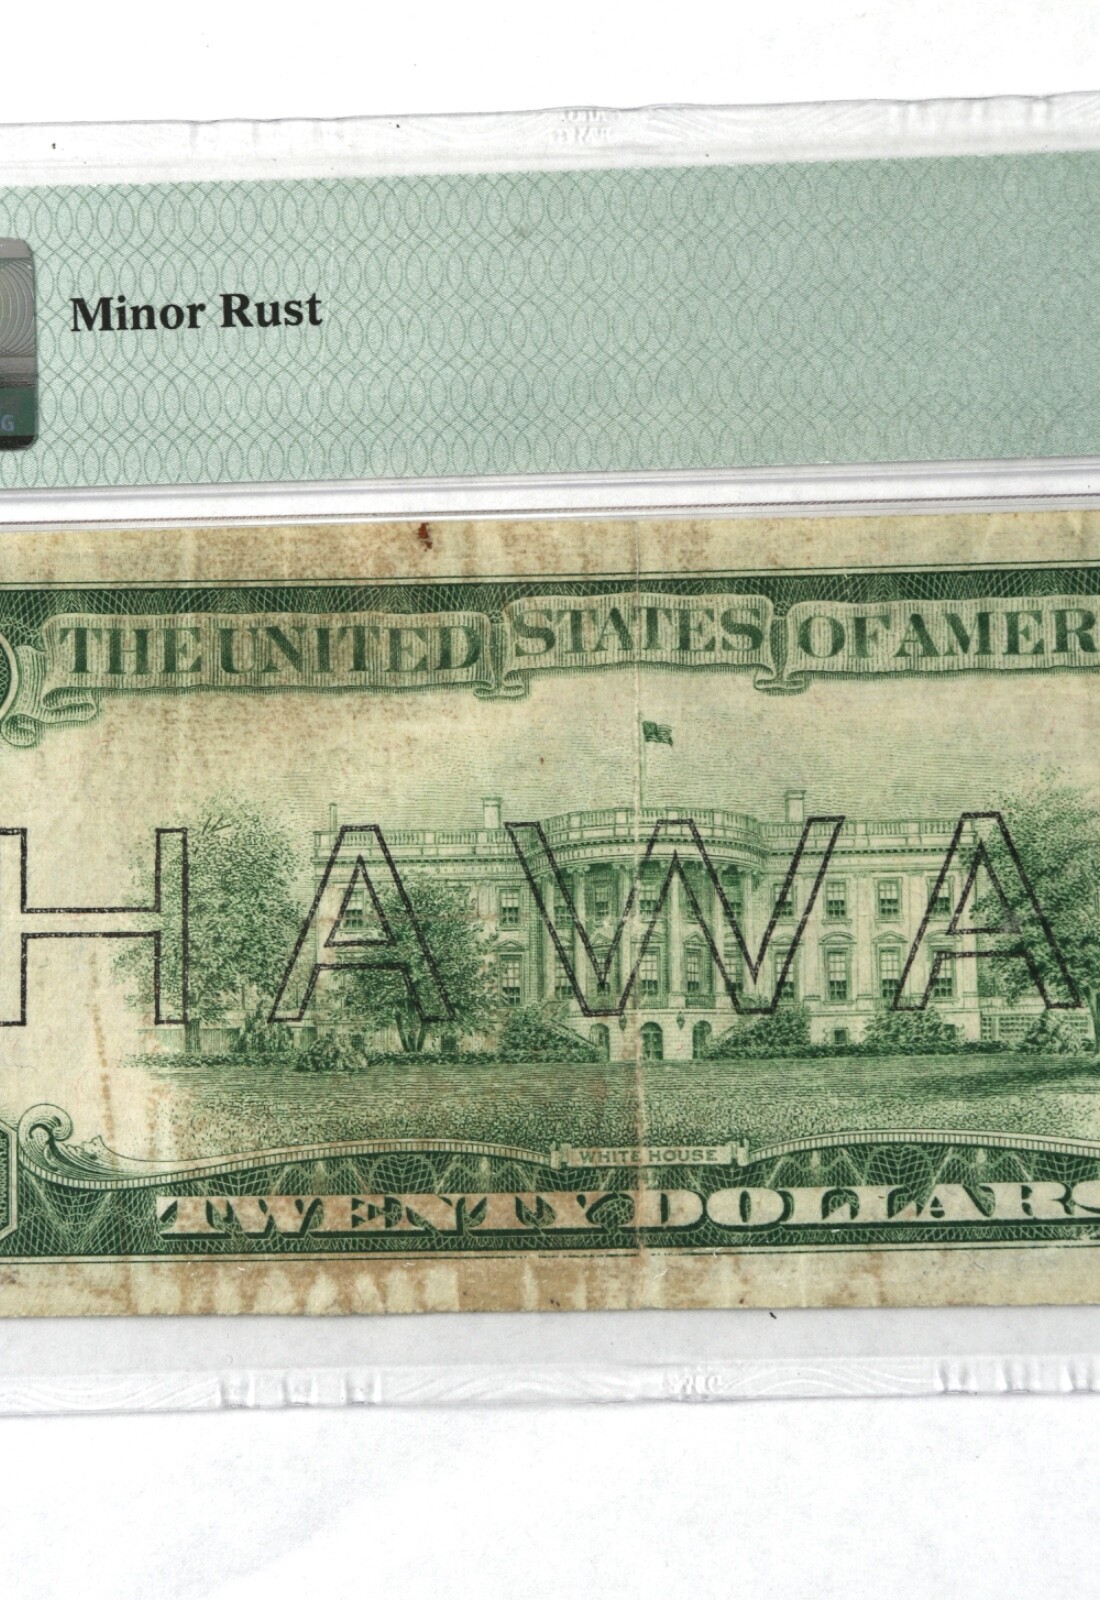 G
Minor Rust
THE UNITED STATES OF AMER
HAWA
WHITE HOUSE
TWENTY DOLLARS